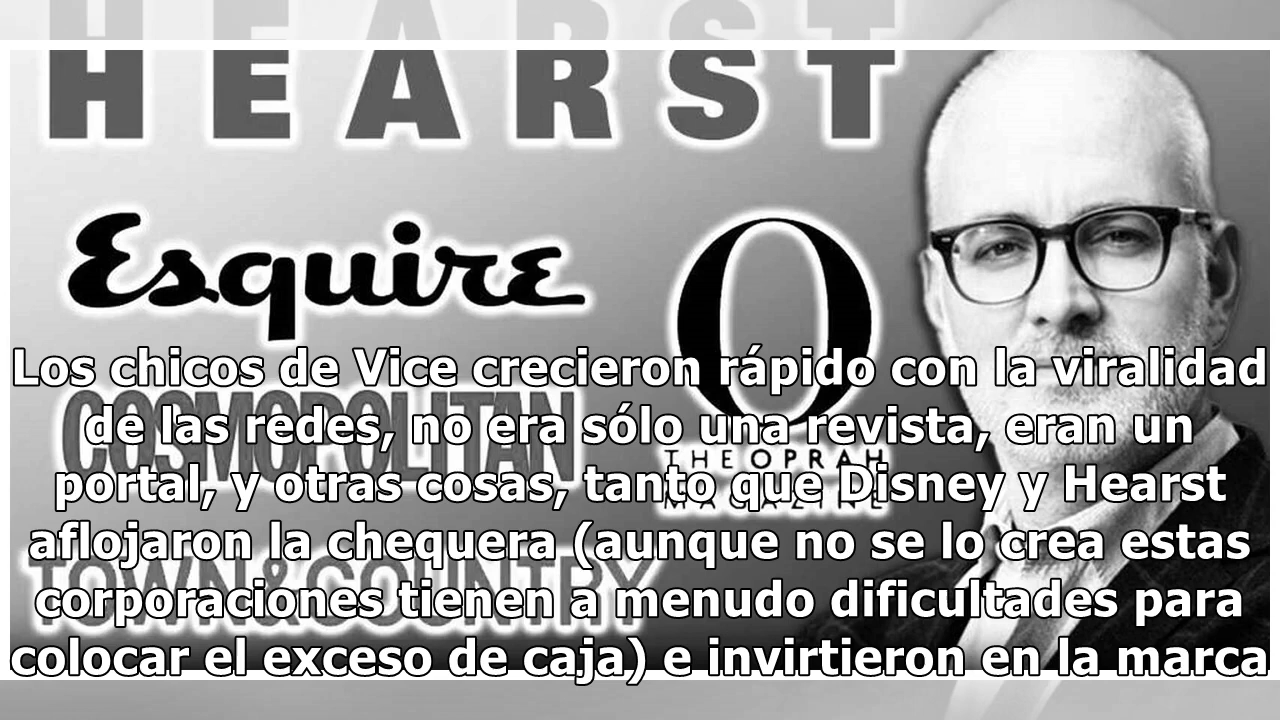 HEARST
Esquire
O
THE OPRAH
MAGAZINE
COSMOPOLITAN
TOWN&COUNTRY
Los chicos de Vice crecieron rápido con la viralidad
de las redes, no era sólo una revista, eran un
portal, y otras cosas, tanto que Disney y Hearst
aflojaron la chequera (aunque no se lo crea estas
corporaciones tienen a menudo dificultades para
colocar el exceso de caja) e invirtieron en la marca